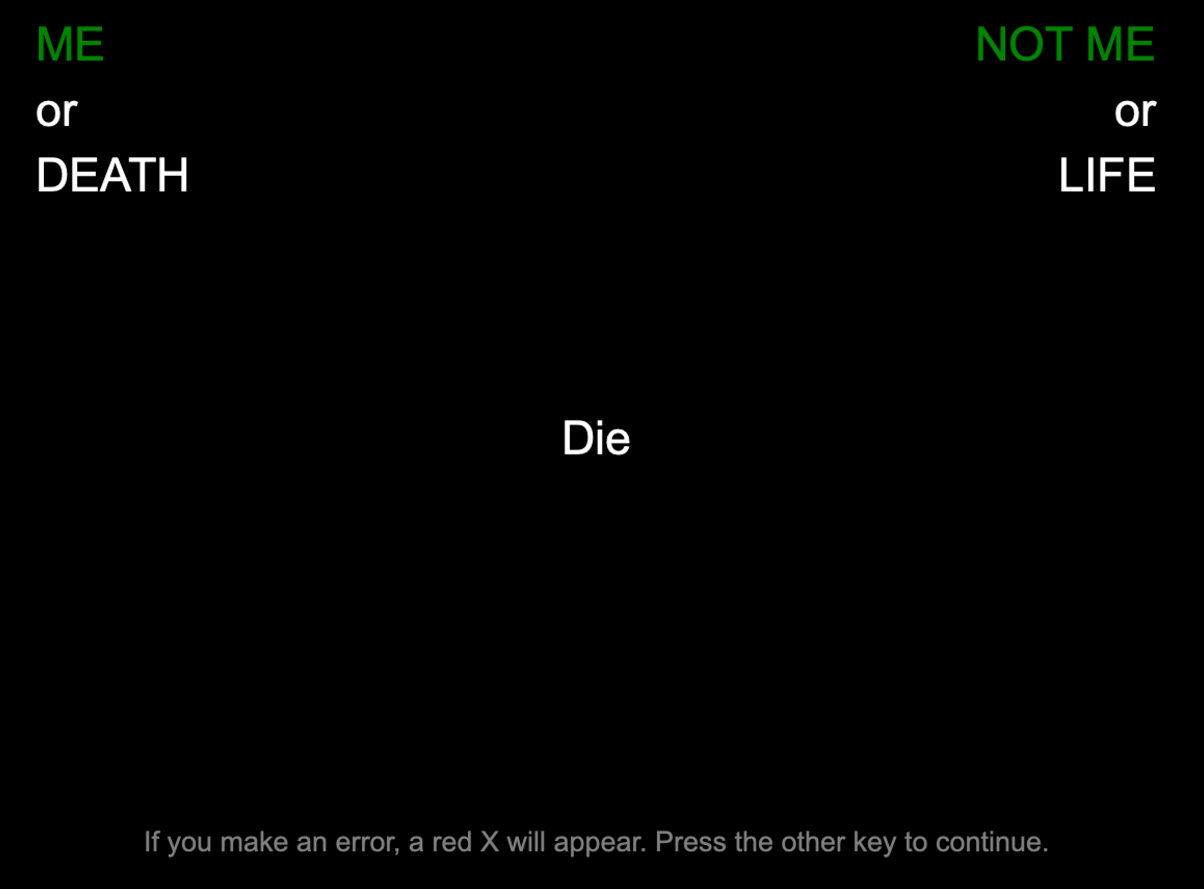 ME
NOT ME
or
or
DEATH
LIFE
Die
If you make an error, a red X will appear. Press the other key to continue.